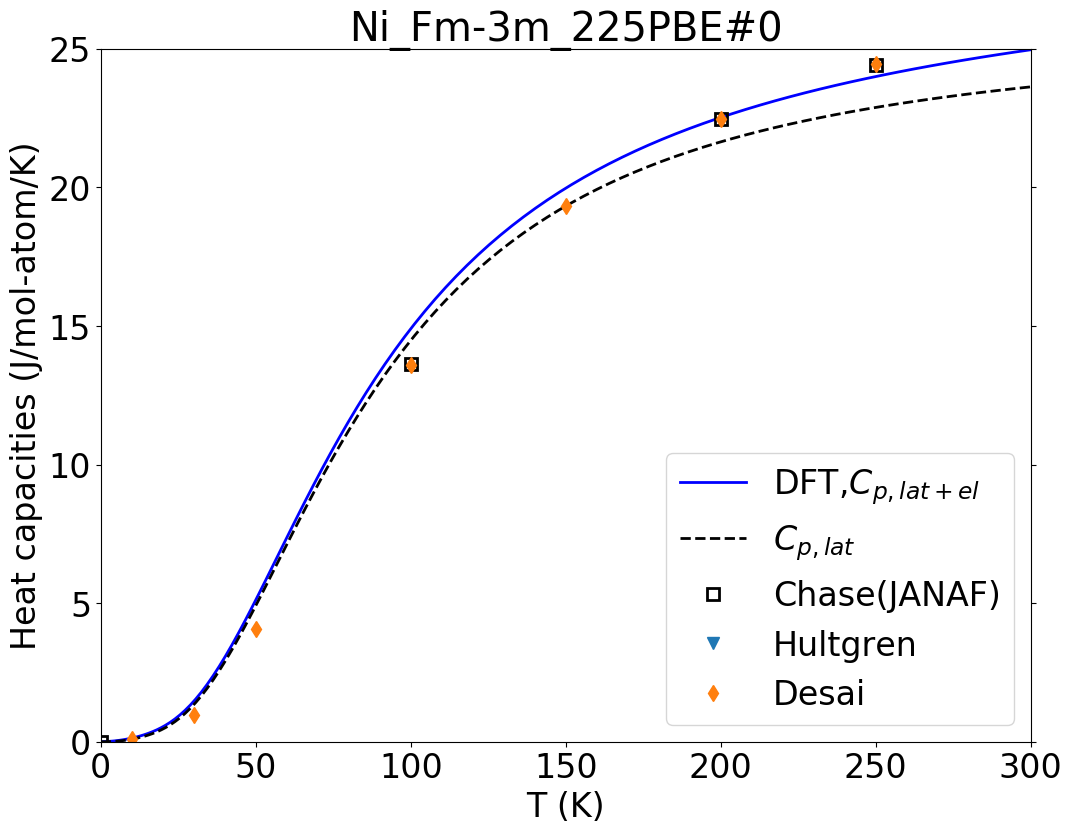 Ni_Fm-3m_225PBE#0
Heat capacities (J/mol-atom/K)
25
20
15
10
5
0
0 50 100 150 200 250 300
T (K)
DFT,C_{p,lat+el}
C_{p,lat}
Chase(JANAF)
Hultgren
Desai